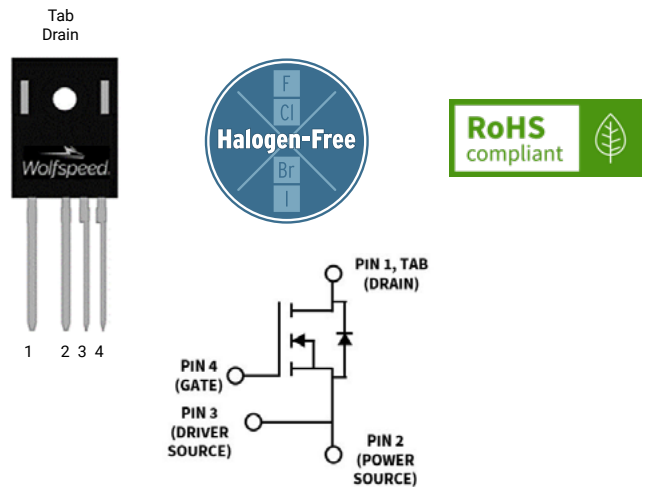 Tab
Drain
Wolfspeed.
1 2 3 4
F
Cl
Halogen-Free
Br
I
RoHS
compliant
PIN 1, TAB
(DRAIN)
PIN 4
(GATE)
PIN 3
(DRIVER
SOURCE)
PIN 2
(POWER
SOURCE)